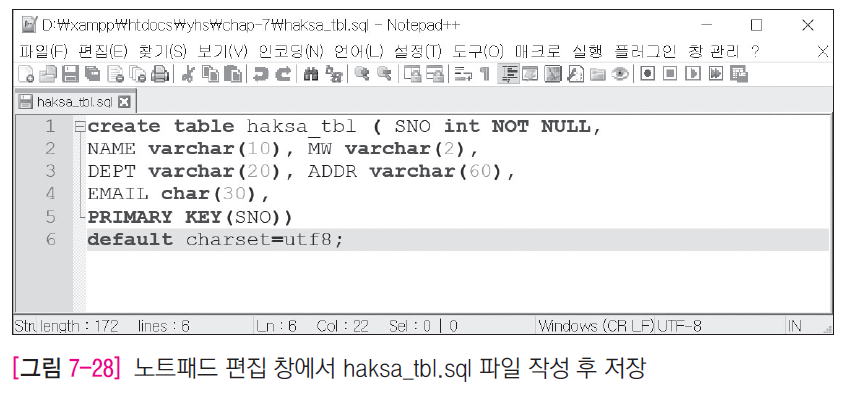 D:₩xampp₩htdocs₩yhs₩chap-7₩haksa_tbl.sql - Notepad++
파일(F) 편집(E) 찾기(S) 보기(V) 인코딩(N) 언어(L) 설정(T) 도구(O) 매크로 실행 플러그인 창 관리 ? X
haksa_tbl.sql
1 create table haksa_tbl ( SNO int NOT NULL,
2 NAME varchar(10), MW varchar(2),
3 DEPT varchar(20), ADDR varchar(60),
4 EMAIL char(30),
5 PRIMARY KEY(SNO))
6 default charset=utf8;
Stru length : 172 lines : 6 Ln : 6 Col : 22 Sel : 0 | 0 Windows (CR LF) UTF-8 IN
[그림 7-28] 노트패드 편집 창에서 haksa_tbl.sql 파일 작성 후 저장